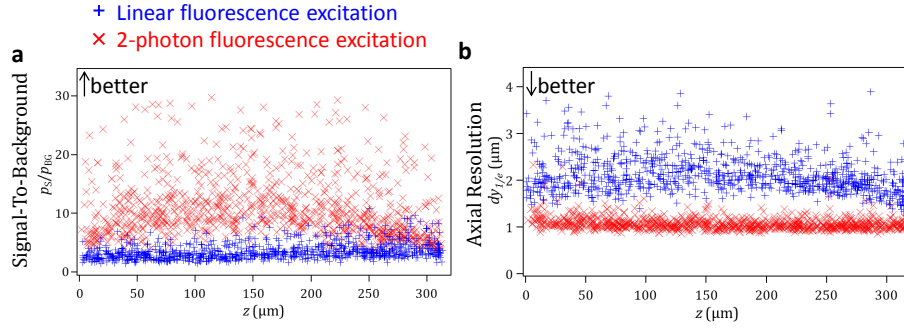 + Linear fluorescence excitation
× 2-photon fluorescence excitation
a
better
Signal-To-Background
pS/pBG
30
20
10
0
0 50 100 150 200 250 300
z (µm)
b
better
Axial Resolution
dy1/e (µm)
4
3
2
1
0
0 50 100 150 200 250 300
z (µm)